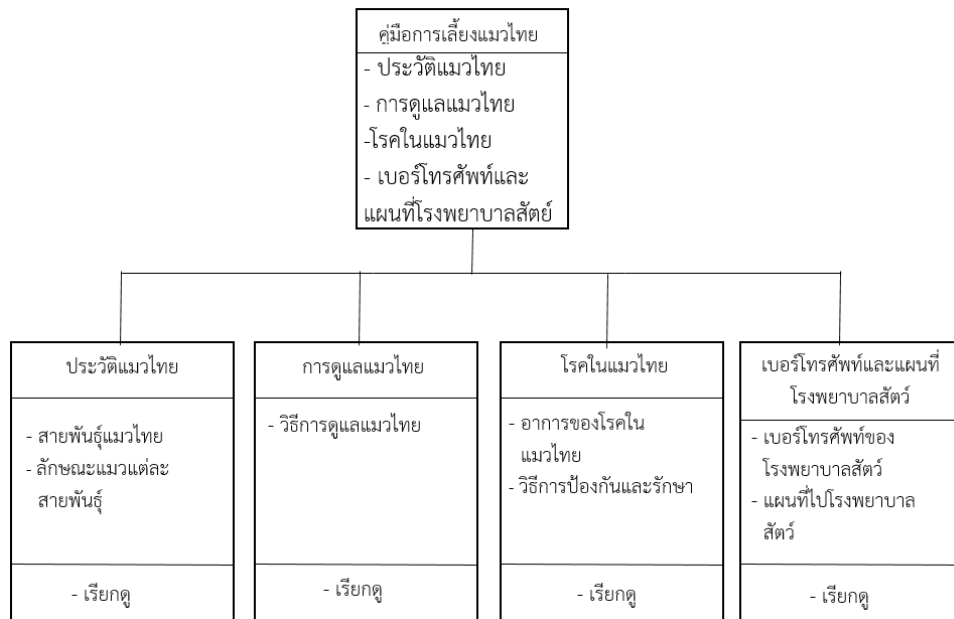 คู่มือการเลี้ยงแมวไทย
- ประวัติแมวไทย
- การดูแลแมวไทย
-โรคในแมวไทย
- เบอร์โทรศัพท์และ
แผนที่โรงพยาบาลสัตย์
ประวัติแมวไทย
- สายพันธุ์แมวไทย
- ลักษณะแมวแต่ละ
สายพันธุ์
- เรียกดู
การดูแลแมวไทย
- วิธีการดูแลแมวไทย
- เรียกดู
โรคในแมวไทย
- อาการของโรคใน
แมวไทย
- วิธีการป้องกันและรักษา
- เรียกดู
เบอร์โทรศัพท์และแผนที่
โรงพยาบาลสัตว์
- เบอร์โทรศัพท์ของ
โรงพยาบาลสัตว์
- แผนที่ไปโรงพยาบาล
สัตว์
- เรียกดู